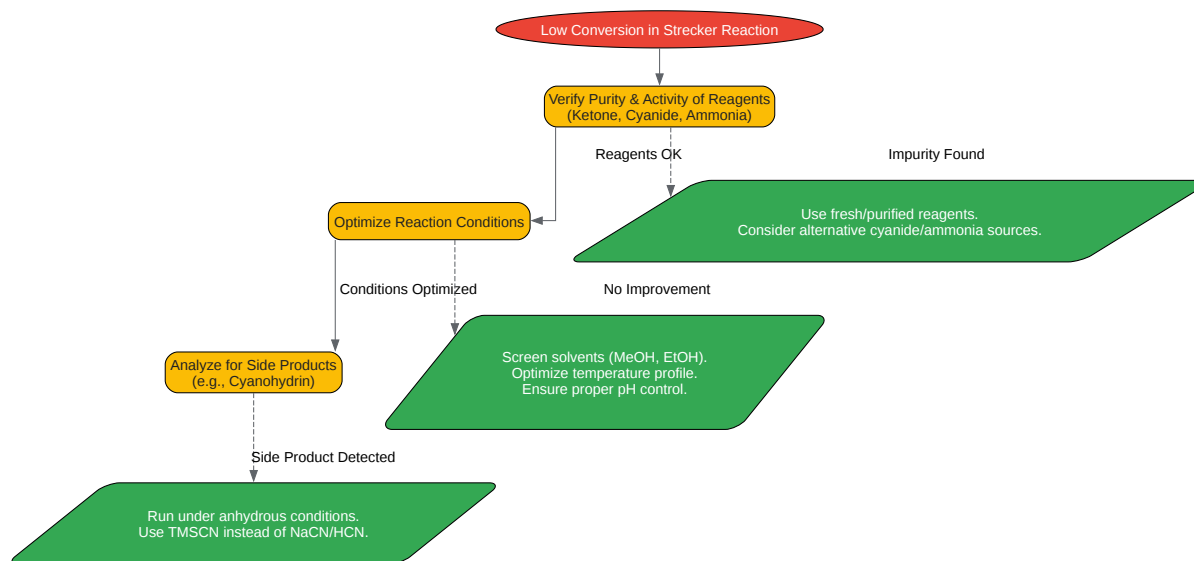 Low Conversion in Strecker Reaction
Verify Purity & Activity of Reagents
(Ketone, Cyanide, Ammonia)
Reagents OK
Impurity Found
Use fresh/purified reagents.
Consider alternative cyanide/ammonia sources.
Optimize Reaction Conditions
Conditions Optimized
No Improvement
Screen solvents (MeOH, EtOH).
Optimize temperature profile.
Ensure proper pH control.
Analyze for Side Products
(e.g., Cyanohydrin)
Side Product Detected
Run under anhydrous conditions.
Use TMSCN instead of NaCN/HCN.